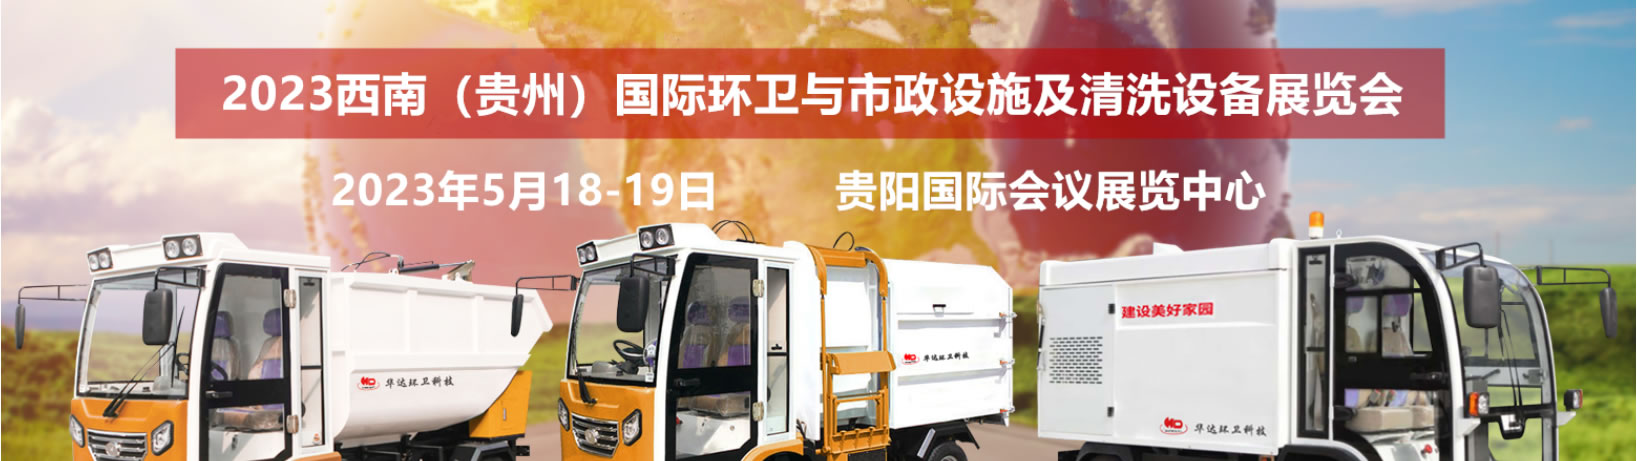 2023西南（贵州）国际环卫与市政设施及清洗设备展览会
2023年5月18-19日 贵阳国际会议展览中心
建设美好家园
华达环卫科技
华达环卫科技
华达环卫科技